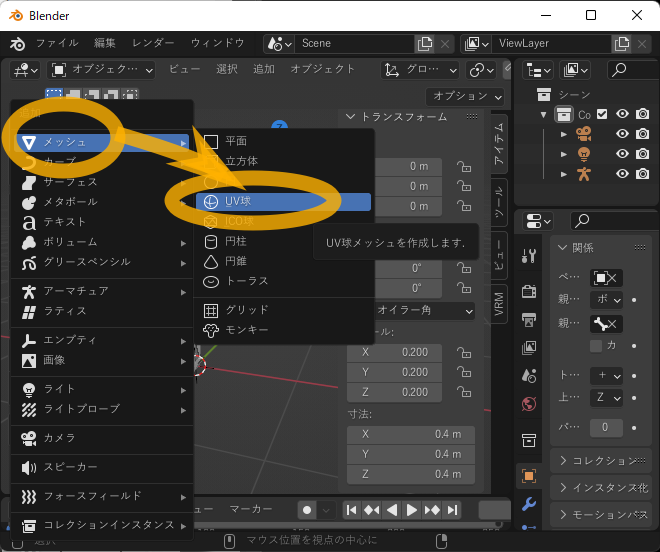 Blender
ファイル 編集 レンダー ウィンドウ Scene ViewLayer
オブジェク… ビュー 選択 追加 オブジェクト グロー…
オプション
シーン
メッシュ
カーブ
サーフェス
メタボール
テキスト
ボリューム
グリースペンシル
アーマチュア
ラティス
エンプティ
画像
ライト
ライトプローブ
カメラ
スピーカー
フォースフィールド
コレクションインスタンス
平面
立方体
UV球
ICO球
円柱
円錐
トーラス
グリッド
モンキー
UV球メッシュを作成します.
トランスフォーム
0 m
0 m
0 m
0°
0°
オイラー角
ール:
X 0.200
Y 0.200
Z 0.200
寸法:
X 0.4 m
Y 0.4 m
Z 0.4 m
アイテム
ツール
ビュー
VRM
Co
関係
ペ…
親… ボ
親…
カ
ト… +
上… Z
パ… 0
コレクション
インスタンス化
モーションパス
ビュー マーカー
選択 マウス位置を視点の中心に